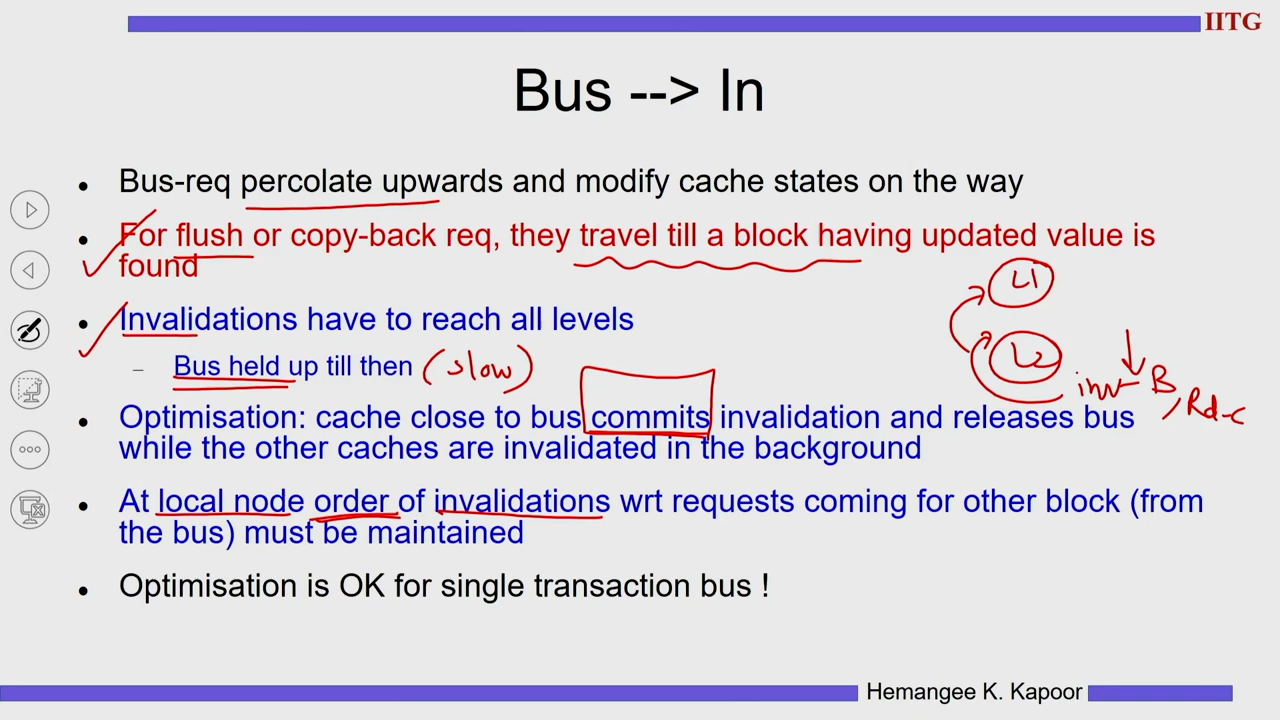 IITG
Bus --> In
Bus-req percolate upwards and modify cache states on the way
For flush or copy-back req, they travel till a block having updated value is
found
L1
Invalidations have to reach all levels
L2
Bus held up till then (slow)
inv B, Rd-C
Optimisation: cache close to bus commits invalidation and releases bus
while the other caches are invalidated in the background
At local node order of invalidations wrt requests coming for other block (from
the bus) must be maintained
Optimisation is OK for single transaction bus !
Hemangee K. Kapoor